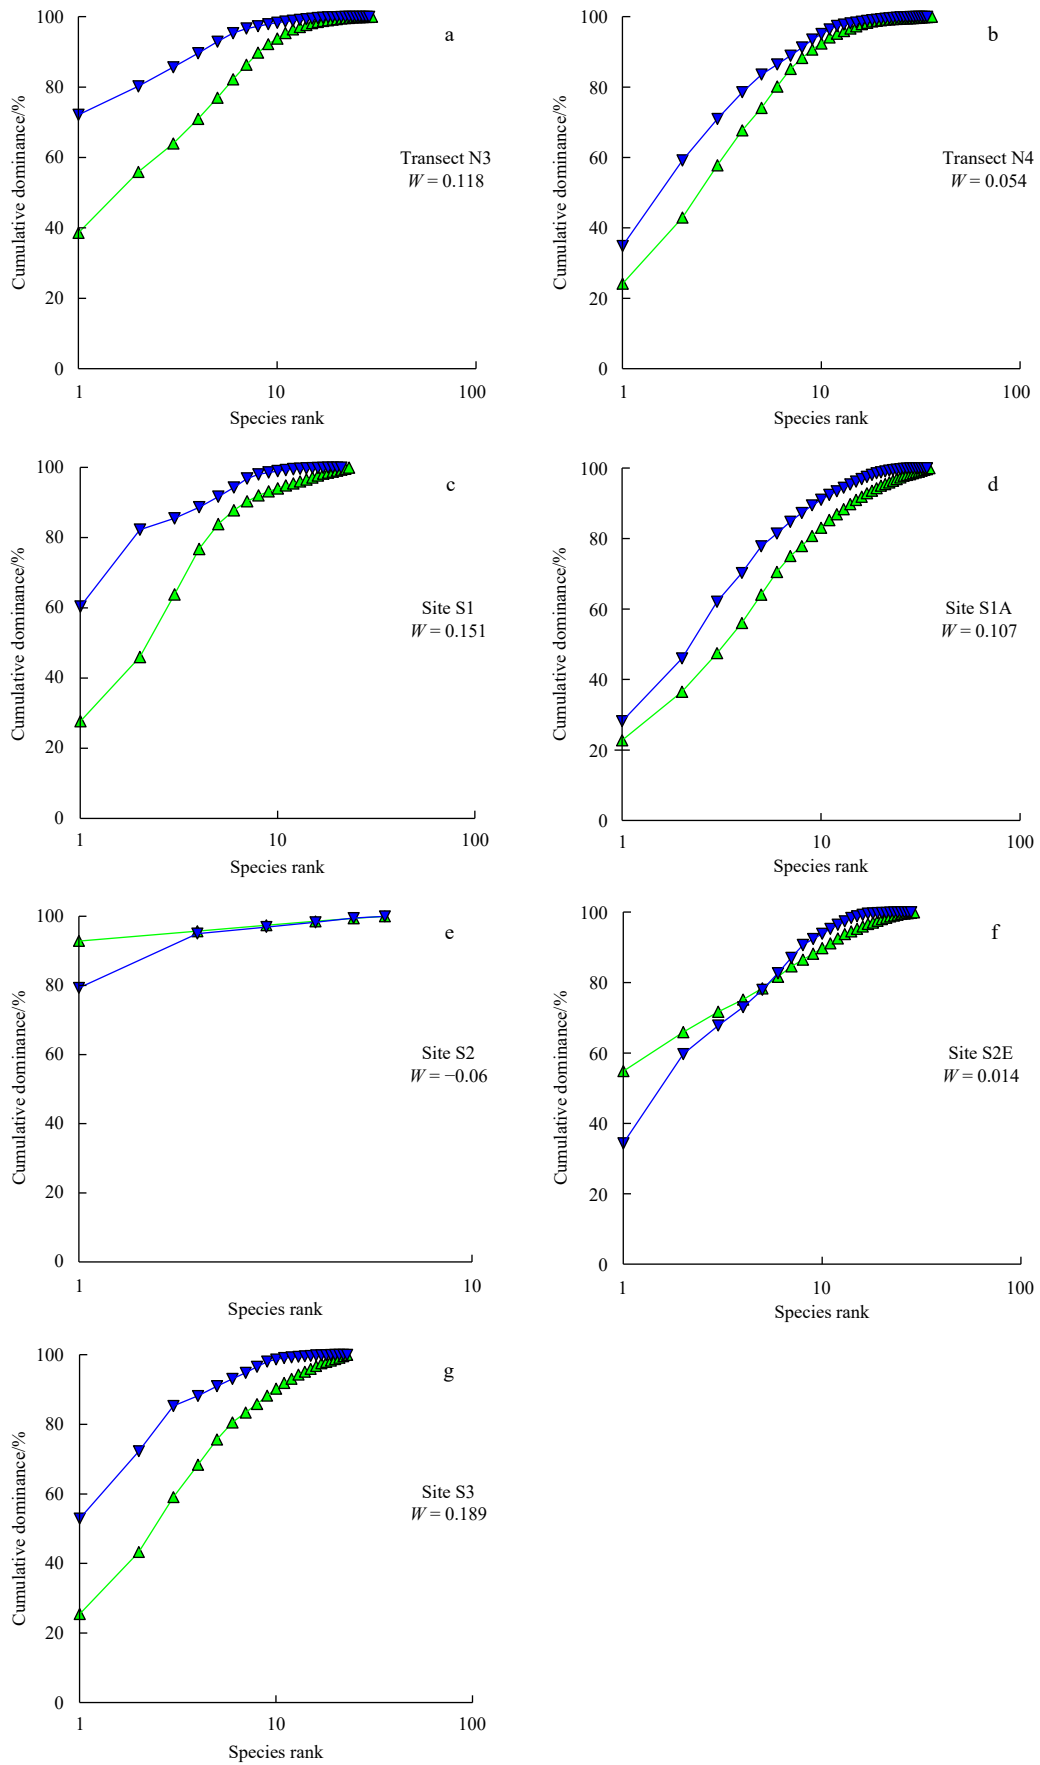 100
80
60
40
20
0
Cumulative dominance/%
a
Transect N3
W = 0.118
1
10
100
Species rank
100
80
60
40
20
0
Cumulative dominance/%
b
Transect N4
W = 0.054
1
10
100
Species rank
100
80
60
40
20
0
Cumulative dominance/%
c
Site S1
W = 0.151
1
10
100
Species rank
100
80
60
40
20
0
Cumulative dominance/%
d
Site S1A
W = 0.107
1
10
100
Species rank
100
80
60
40
20
0
Cumulative dominance/%
e
Site S2
W = −0.06
1
10
Species rank
100
80
60
40
20
0
Cumulative dominance/%
f
Site S2E
W = 0.014
1
10
100
Species rank
100
80
60
40
20
0
Cumulative dominance/%
g
Site S3
W = 0.189
1
10
100
Species rank